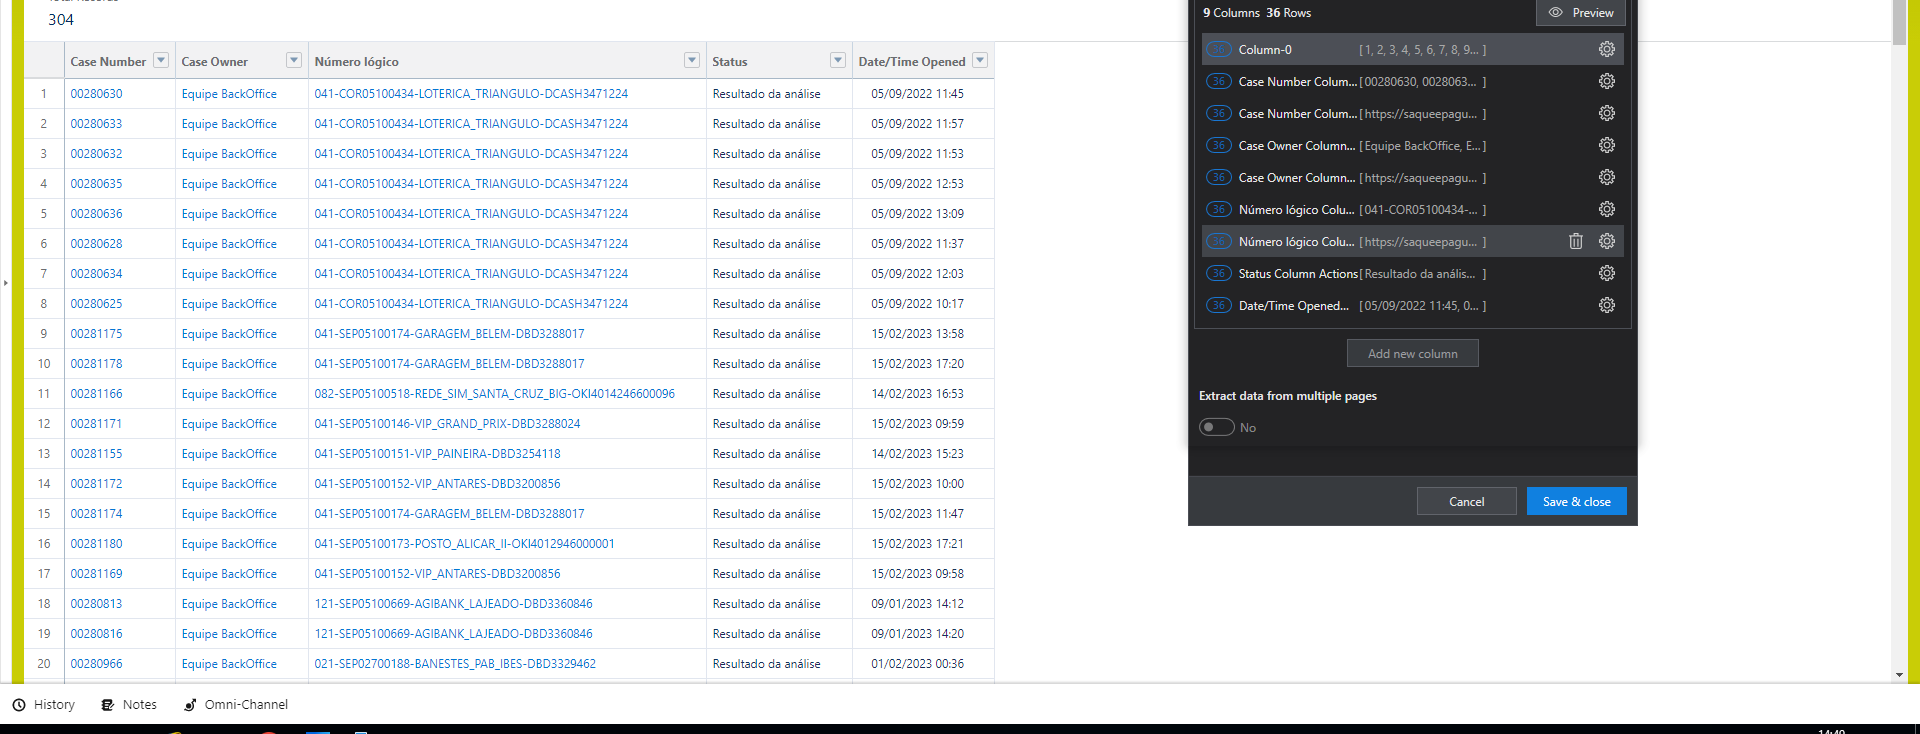 304
Case Number Case Owner Número lógico Status Date/Time Opened
1 00280630 Equipe BackOffice 041-COR05100434-LOTERICA_TRIANGULO-DCASH3471224 Resultado da análise 05/09/2022 11:45
2 00280633 Equipe BackOffice 041-COR05100434-LOTERICA_TRIANGULO-DCASH3471224 Resultado da análise 05/09/2022 11:57
3 00280632 Equipe BackOffice 041-COR05100434-LOTERICA_TRIANGULO-DCASH3471224 Resultado da análise 05/09/2022 11:53
4 00280635 Equipe BackOffice 041-COR05100434-LOTERICA_TRIANGULO-DCASH3471224 Resultado da análise 05/09/2022 12:53
5 00280636 Equipe BackOffice 041-COR05100434-LOTERICA_TRIANGULO-DCASH3471224 Resultado da análise 05/09/2022 13:09
6 00280628 Equipe BackOffice 041-COR05100434-LOTERICA_TRIANGULO-DCASH3471224 Resultado da análise 05/09/2022 11:37
7 00280634 Equipe BackOffice 041-COR05100434-LOTERICA_TRIANGULO-DCASH3471224 Resultado da análise 05/09/2022 12:03
8 00280625 Equipe BackOffice 041-COR05100434-LOTERICA_TRIANGULO-DCASH3471224 Resultado da análise 05/09/2022 10:17
9 00281175 Equipe BackOffice 041-SEP05100174-GARAGEM_BELEM-DBD3288017 Resultado da análise 15/02/2023 13:58
10 00281178 Equipe BackOffice 041-SEP05100174-GARAGEM_BELEM-DBD3288017 Resultado da análise 15/02/2023 17:20
11 00281166 Equipe BackOffice 082-SEP05100518-REDE_SIM_SANTA_CRUZ_BIG-OKI4014246600096 Resultado da análise 14/02/2023 16:53
12 00281171 Equipe BackOffice 041-SEP05100146-VIP_GRAND_PRIX-DBD3288024 Resultado da análise 15/02/2023 09:59
13 00281155 Equipe BackOffice 041-SEP05100151-VIP_PAINEIRA-DBD3254118 Resultado da análise 14/02/2023 15:23
14 00281172 Equipe BackOffice 041-SEP05100152-VIP_ANTARES-DBD3200856 Resultado da análise 15/02/2023 10:00
15 00281174 Equipe BackOffice 041-SEP05100174-GARAGEM_BELEM-DBD3288017 Resultado da análise 15/02/2023 11:47
16 00281180 Equipe BackOffice 041-SEP05100173-POSTO_ALICAR_II-OKI4012946000001 Resultado da análise 15/02/2023 17:21
17 00281169 Equipe BackOffice 041-SEP05100152-VIP_ANTARES-DBD3200856 Resultado da análise 15/02/2023 09:58
18 00280813 Equipe BackOffice 121-SEP05100669-AGIBANK_LAJEADO-DBD3360846 Resultado da análise 09/01/2023 14:12
19 00280816 Equipe BackOffice 121-SEP05100669-AGIBANK_LAJEADO-DBD3360846 Resultado da análise 09/01/2023 14:20
20 00280966 Equipe BackOffice 021-SEP02700188-BANESTES_PAB_IBES-DBD3329462 Resultado da análise 01/02/2023 00:36
History Notes Omni-Channel
9 Columns 36 Rows Preview
36 Column-0 [ 1, 2, 3, 4, 5, 6, 7, 8, 9... ]
36 Case Number Colum... [ 00280630, 0028063... ]
36 Case Number Colum... [ https://saqueepagu... ]
36 Case Owner Column... [ Equipe BackOffice, E... ]
36 Case Owner Column... [ https://saqueepagu... ]
36 Número lógico Colu... [ 041-COR05100434-... ]
36 Número lógico Colu... [ https://saqueepagu... ]
36 Status Column Actions [ Resultado da anális... ]
36 Date/Time Opened... [ 05/09/2022 11:45, 0... ]
Add new column
Extract data from multiple pages
No
Cancel Save & close